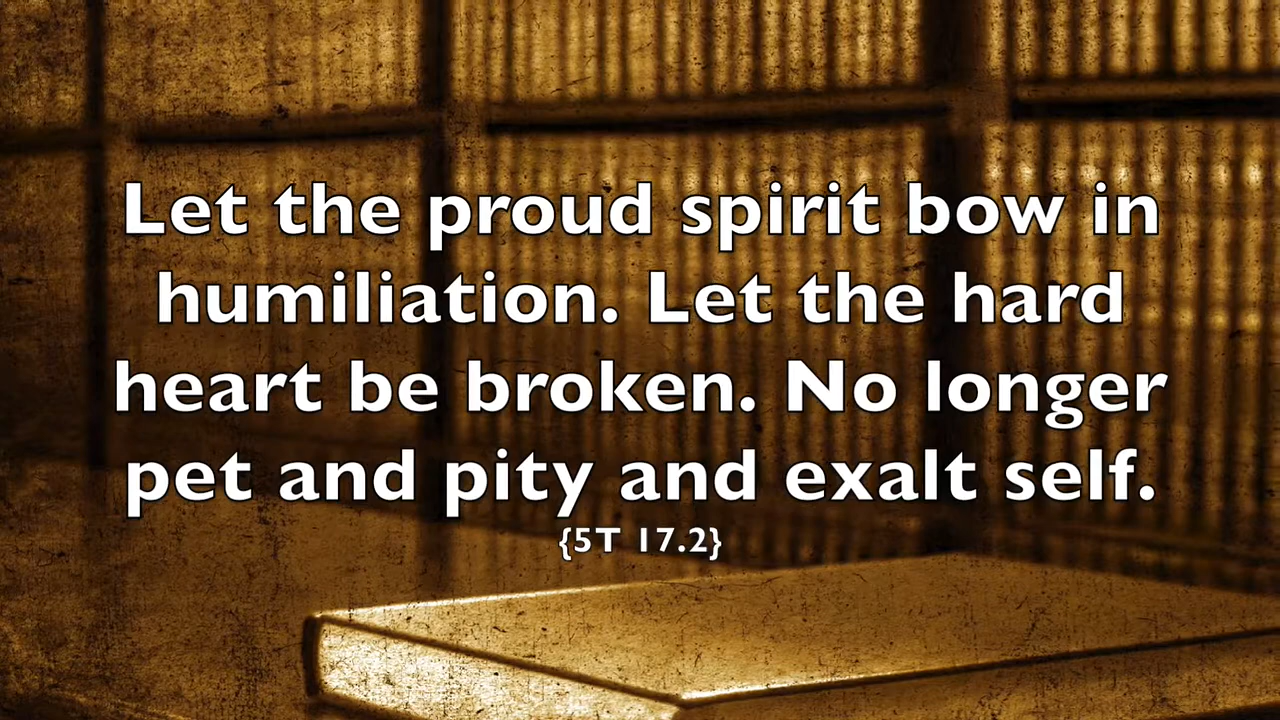 Let the proud spirit bow in
humiliation. Let the hard
heart be broken. No longer
pet and pity and exalt self.
{5T 17.2}